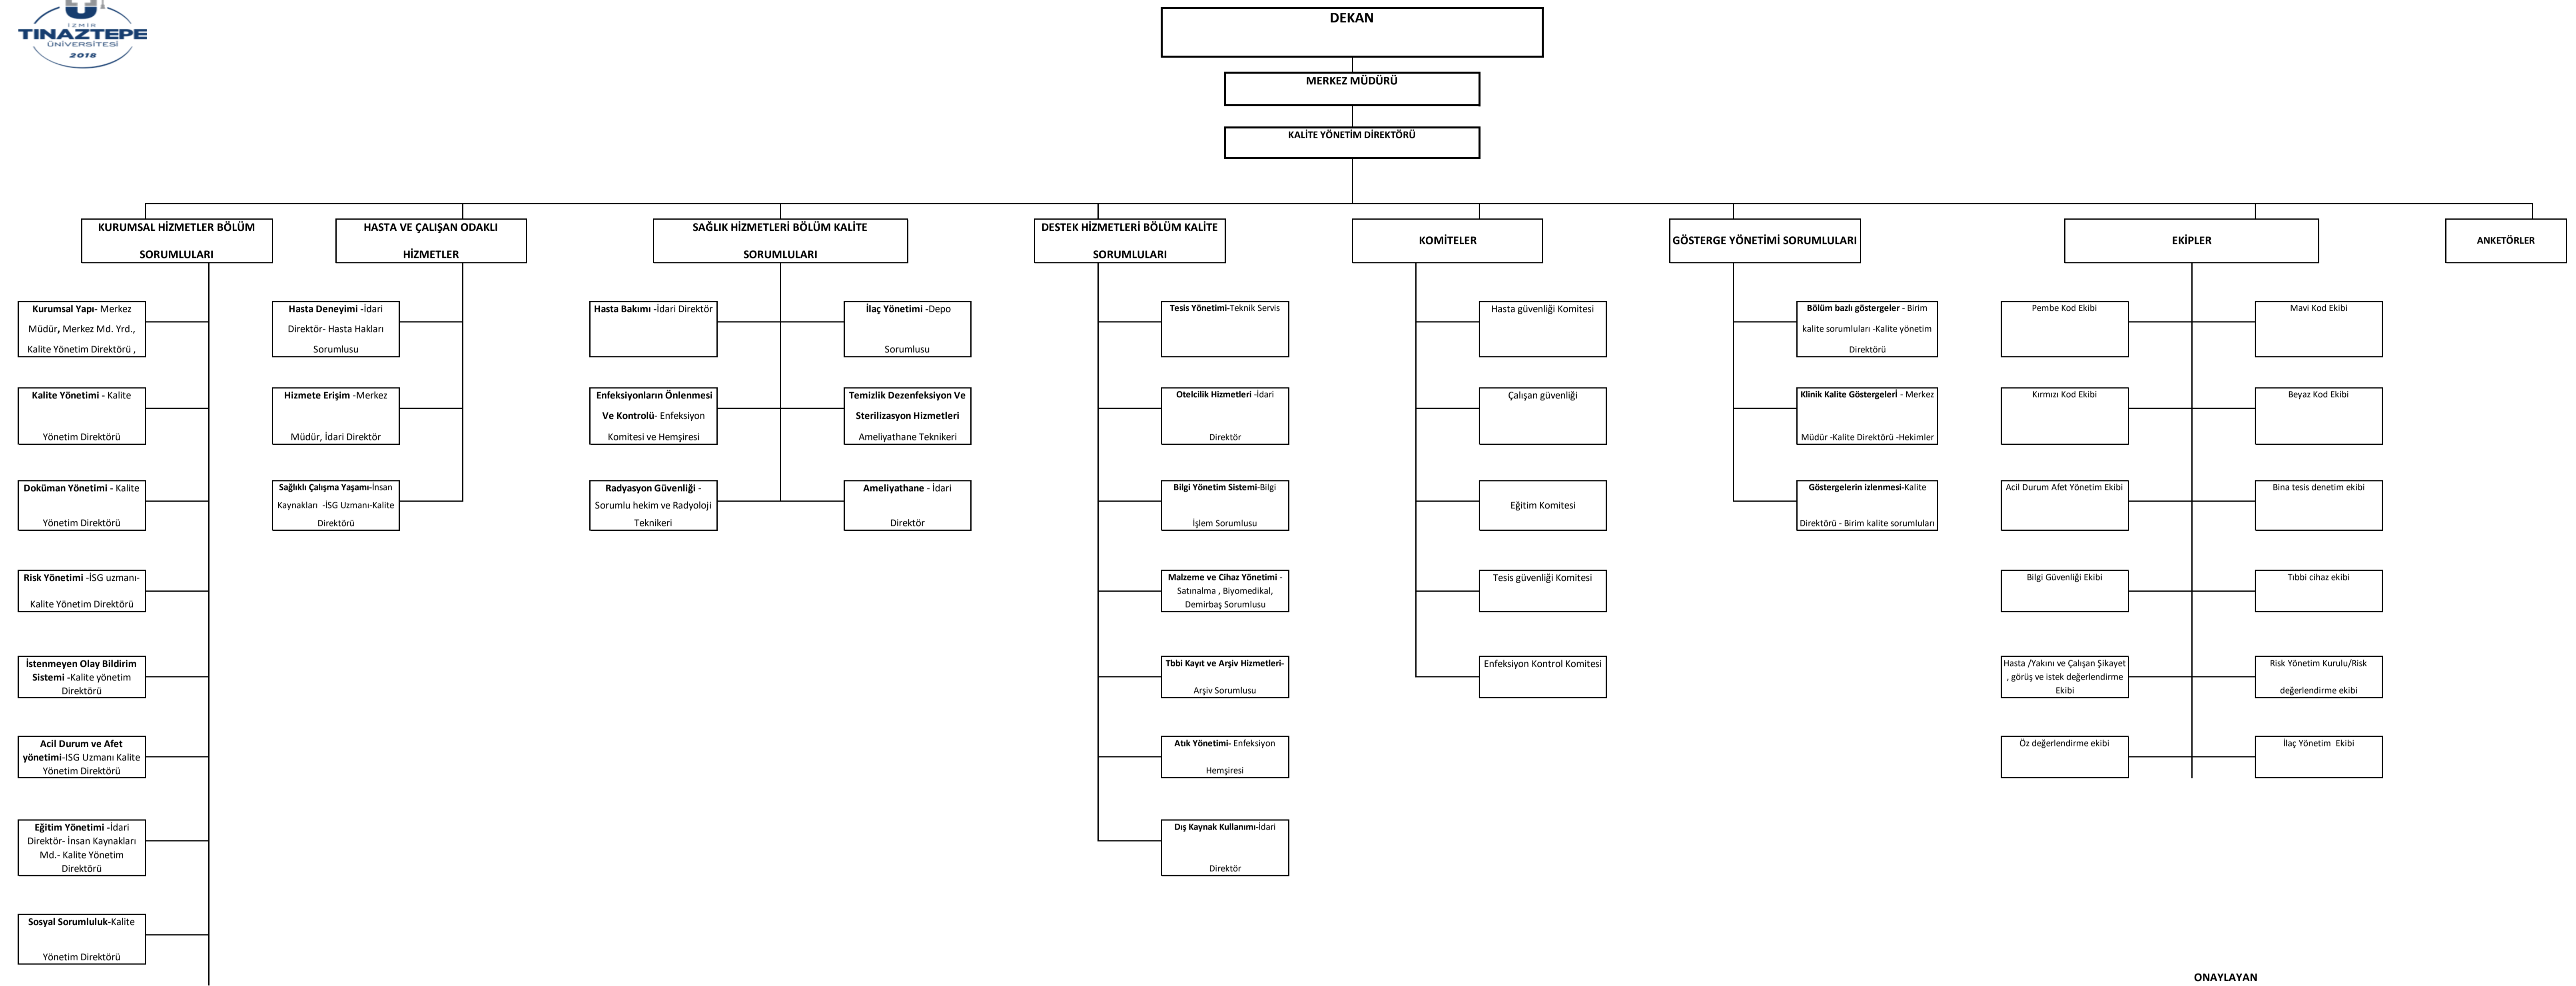 İZMİR
TINAZTEPE
ÜNİVERSİTESİ
2018
DEKAN
MERKEZ MÜDÜRÜ
KALİTE YÖNETİM DİREKTÖRÜ
KURUMSAL HİZMETLER BÖLÜM
SORUMLULARI
HASTA VE ÇALIŞAN ODAKLI
HİZMETLER
SAĞLIK HİZMETLERİ BÖLÜM KALİTE
SORUMLULARI
DESTEK HİZMETLERİ BÖLÜM KALİTE
SORUMLULARI
KOMİTELER
GÖSTERGE YÖNETİMİ SORUMLULARI
EKİPLER
ANKETÖRLER
Kurumsal Yapı- Merkez
Müdür, Merkez Md. Yrd.,
Kalite Yönetim Direktörü ,
Kalite Yönetimi - Kalite
Yönetim Direktörü
Doküman Yönetimi - Kalite
Yönetim Direktörü
Risk Yönetimi -İSG uzmanı-
Kalite Yönetim Direktörü
İstenmeyen Olay Bildirim
Sistemi -Kalite yönetim
Direktörü
Acil Durum ve Afet
yönetimi-ISG Uzmanı Kalite
Yönetim Direktörü
Eğitim Yönetimi -İdari
Direktör- İnsan Kaynakları
Md.- Kalite Yönetim
Direktörü
Sosyal Sorumluluk-Kalite
Yönetim Direktörü
Hasta Deneyimi -İdari
Direktör- Hasta Hakları
Sorumlusu
Hizmete Erişim -Merkez
Müdür, İdari Direktör
Sağlıklı Çalışma Yaşamı-İnsan
Kaynakları -İSG Uzmanı-Kalite
Direktörü
Hasta Bakımı -İdari Direktör
Enfeksiyonların Önlenmesi
Ve Kontrolü- Enfeksiyon
Komitesi ve Hemşiresi
Radyasyon Güvenliği -
Sorumlu hekim ve Radyoloji
Teknikeri
İlaç Yönetimi -Depo
Sorumlusu
Temizlik Dezenfeksiyon Ve
Sterilizasyon Hizmetleri
Ameliyathane Teknikeri
Ameliyathane - İdari
Direktör
Tesis Yönetimi-Teknik Servis
Otelcilik Hizmetleri -İdari
Direktör
Bilgi Yönetim Sistemi-Bilgi
İşlem Sorumlusu
Malzeme ve Cihaz Yönetimi -
Satınalma , Biyomedikal,
Demirbaş Sorumlusu
Tbbi Kayıt ve Arşiv Hizmetleri-
Arşiv Sorumlusu
Atık Yönetimi- Enfeksiyon
Hemşiresi
Dış Kaynak Kullanımı-İdari
Direktör
Hasta güvenliği Komitesi
Çalışan güvenliği
Eğitim Komitesi
Tesis güvenliği Komitesi
Enfeksiyon Kontrol Komitesi
Bölüm bazlı göstergeler - Birim
kalite sorumluları -Kalite yönetim
Direktörü
Klinik Kalite Göstergeleri - Merkez
Müdür -Kalite Direktörü -Hekimler
Göstergelerin izlenmesi-Kalite
Direktörü - Birim kalite sorumluları
Pembe Kod Ekibi
Kırmızı Kod Ekibi
Acil Durum Afet Yönetim Ekibi
Bilgi Güvenliği Ekibi
Hasta /Yakını ve Çalışan Şikayet
, görüş ve istek değerlendirme
Ekibi
Öz değerlendirme ekibi
Mavi Kod Ekibi
Beyaz Kod Ekibi
Bina tesis denetim ekibi
Tıbbi cihaz ekibi
Risk Yönetim Kurulu/Risk
değerlendirme ekibi
İlaç Yönetim Ekibi
ONAYLAYAN